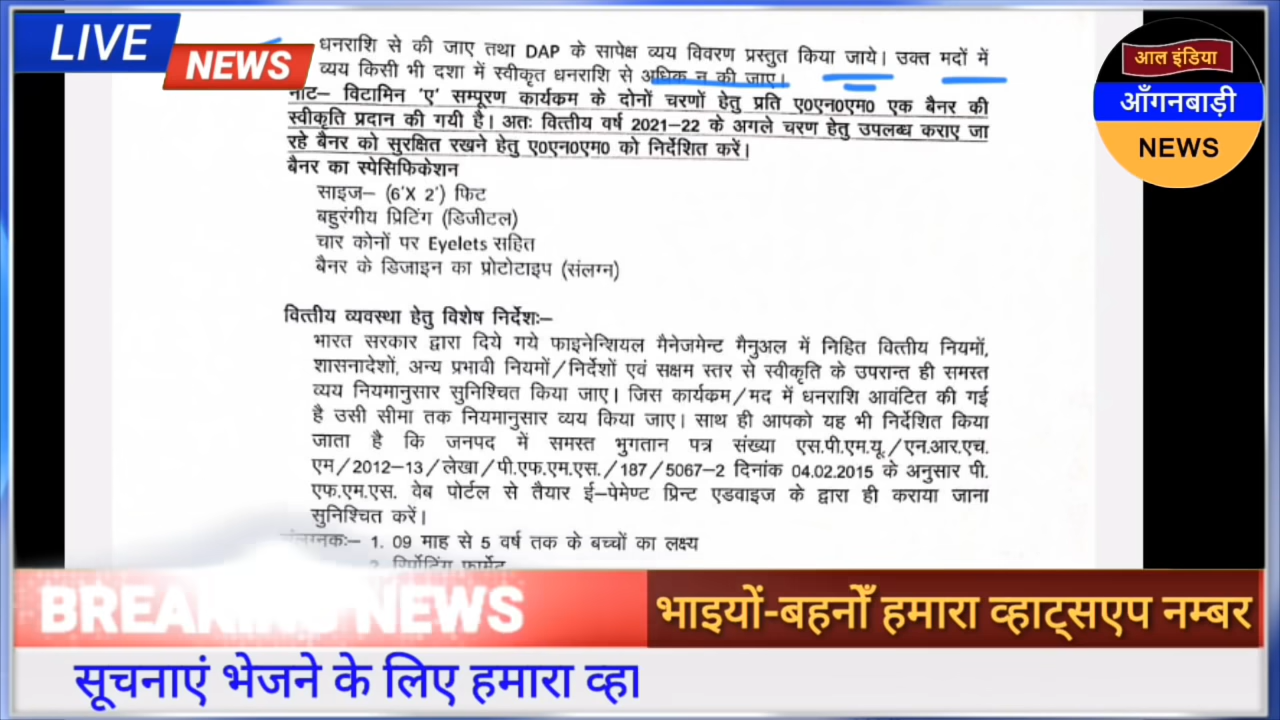 LIVE
NEWS
आल इंडिया
आँगनबाड़ी
NEWS
धनराशि से की जाए तथा DAP के सापेक्ष व्यय विवरण प्रस्तुत किया जाये। उक्त मदों में
व्यय किसी भी दशा में स्वीकृत धनराशि से अधिक न की जाए।
नोट– विटामिन 'ए' सम्पूरण कार्यकम के दोनों चरणों हेतु प्रति ए0एन0एम0 एक बैनर की
स्वीकृति प्रदान की गयी है। अतः वित्तीय वर्ष 2021–22 के अगले चरण हेतु उपलब्ध कराए जा
रहे बैनर को सुरक्षित रखने हेतु ए0एन0एम0 को निर्देशित करें।
बैनर का स्पेसिफिकेशन
साइज– (6'X 2') फिट
बहुरंगीय प्रिटिंग (डिजीटल)
चार कोनों पर Eyelets सहित
बैनर के डिजाइन का प्रोटोटाइप (संलग्न)
वित्तीय व्यवस्था हेतु विशेष निर्देशः–
भारत सरकार द्वारा दिये गये फाइनेन्शियल मैनेजमेन्ट मैनुअल में निहित वित्तीय नियमों,
शासनादेशों, अन्य प्रभावी नियमों/निर्देशों एवं सक्षम स्तर से स्वीकृति के उपरान्त ही समस्त
व्यय नियमानुसार सुनिश्चित किया जाए। जिस कार्यकम/मद में धनराशि आवंटित की गई
है उसी सीमा तक नियमानुसार व्यय किया जाए। साथ ही आपको यह भी निर्देशित किया
जाता है कि जनपद में समस्त भुगतान पत्र संख्या एस.पी.एम.यू./एन.आर.एच.
एम/2012–13/लेखा/पी.एफ.एम.एस./187/5067–2 दिनांक 04.02.2015 के अनुसार पी.
एफ.एम.एस. वेब पोर्टल से तैयार ई–पेमेण्ट प्रिन्ट एडवाइज के द्वारा ही कराया जाना
सुनिश्चित करें।
संलग्नकः– 1. 09 माह से 5 वर्ष तक के बच्चों का लक्ष्य
2. रिर्पोटिंग फार्मेट
BREAKING NEWS
भाइयों-बहनोँ हमारा व्हाट्सएप नम्बर
सूचनाएं भेजने के लिए हमारा व्हा